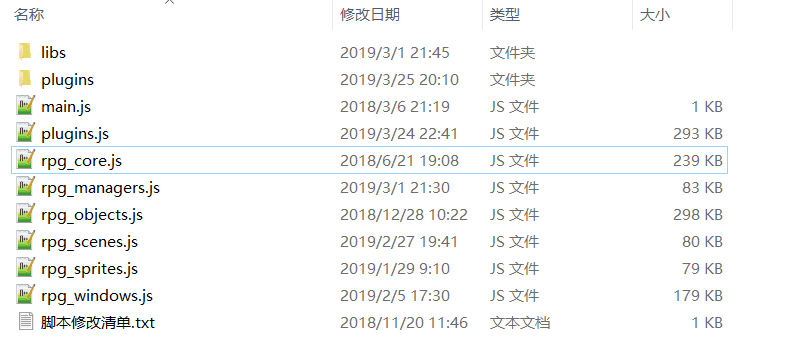 名称 修改日期 类型 大小
libs 2019/3/1 21:45 文件夹
plugins 2019/3/25 20:10 文件夹
main.js 2018/3/6 21:19 JS 文件 1 KB
plugins.js 2019/3/24 22:41 JS 文件 293 KB
rpg_core.js 2018/6/21 19:08 JS 文件 239 KB
rpg_managers.js 2019/3/1 21:30 JS 文件 83 KB
rpg_objects.js 2018/12/28 10:22 JS 文件 298 KB
rpg_scenes.js 2019/2/27 19:41 JS 文件 80 KB
rpg_sprites.js 2019/1/29 9:10 JS 文件 79 KB
rpg_windows.js 2019/2/5 17:30 JS 文件 179 KB
脚本修改清单.txt 2018/11/20 11:46 文本文档 1 KB